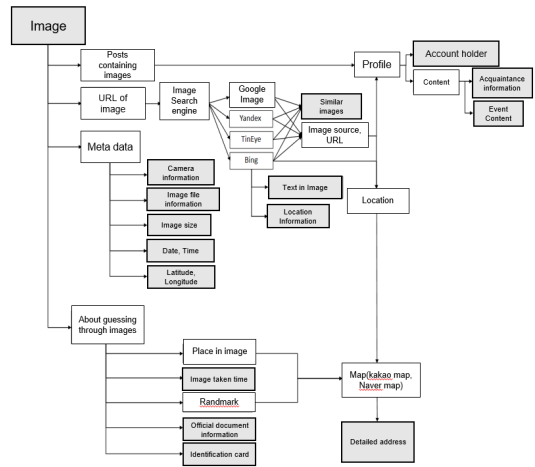 Image
Posts
containing
images
Profile
Account holder
Content
Acquaintance
information
Event
Content
URL of
image
Image
Search
engine
Google
Image
Yandex
TinEye
Bing
Similar
images
Image source,
URL
Text in Image
Location
Information
Location
Meta data
Camera
information
Image file
information
Image size
Date, Time
Latitude,
Longitude
About guessing
through images
Place in image
Image taken time
Randmark
Official document
information
Identification card
Map(kakao map,
Naver map)
Detailed address